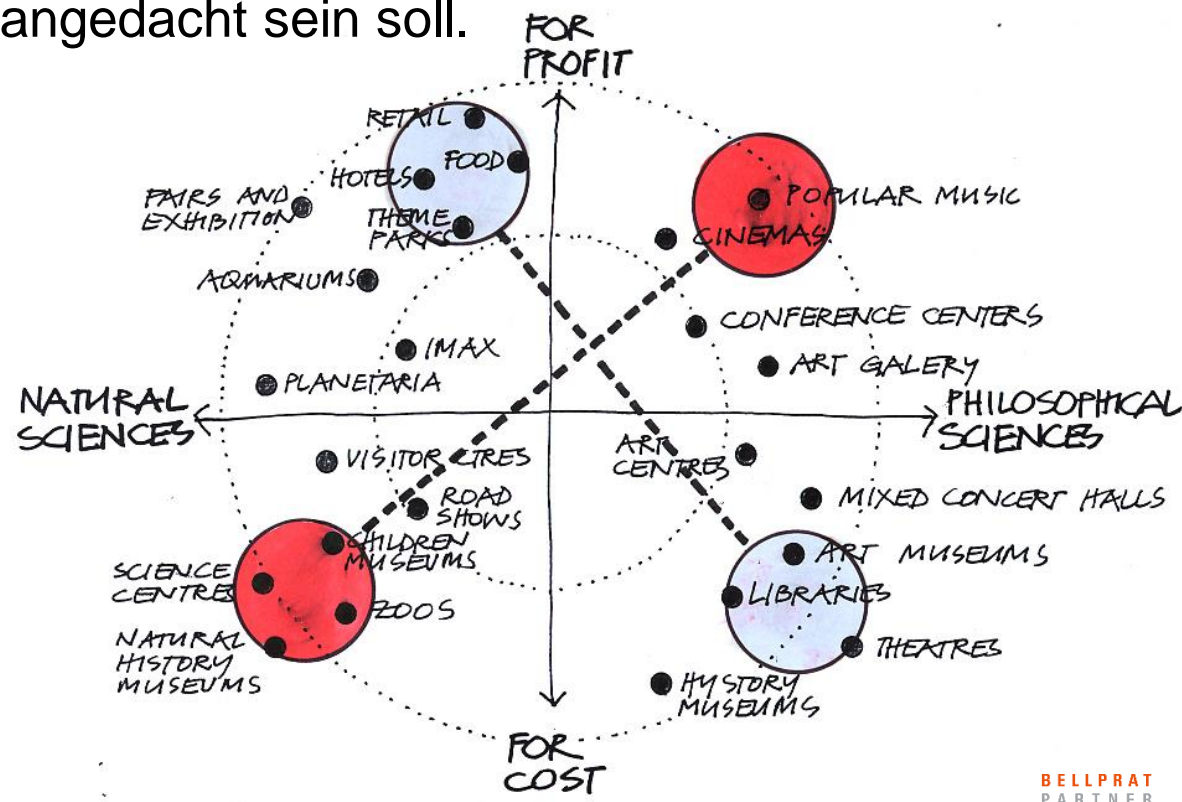 angedacht sein soll.
FOR
PROFIT
RETAIL
FOOD
HOTELS
THEME
PARKS
FAIRS AND
EXHIBITION
AQUARIUMS
IMAX
PLANETARIA
POPULAR MUSIC
CINEMAS
CONFERENCE CENTERS
ART GALERY
NATURAL
SCIENCES
PHILOSOPHICAL
SCIENCES
VISITOR CTRES
ROAD
SHOWS
CHILDREN
MUSEUMS
SCIENCE
CENTRES
ZOOS
NATURAL
HISTORY
MUSEUMS
ART
CENTRES
MIXED CONCERT HALLS
ART MUSEUMS
LIBRARIES
THEATRES
HYSTORY
MUSEUMS
FOR
COST
BELLPRAT
PARTNER